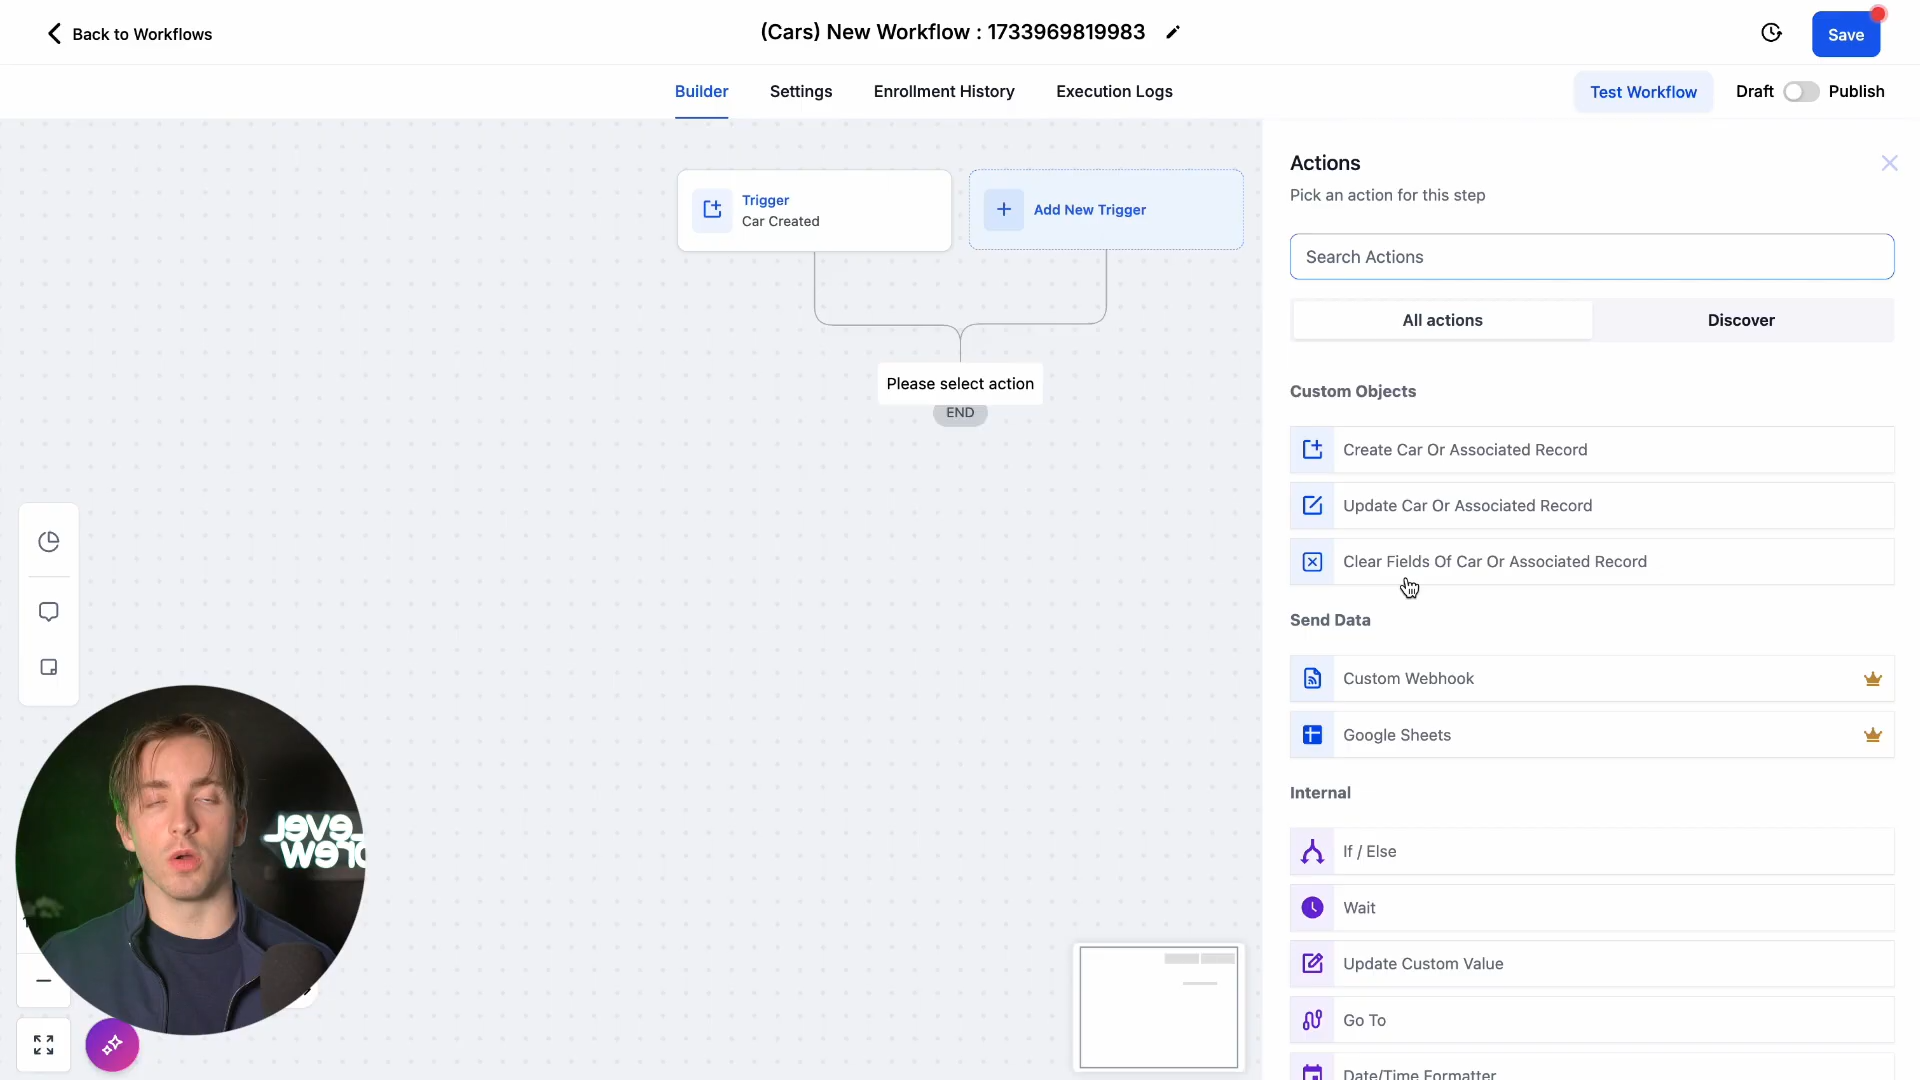 Back to Workflows
(Cars) New Workflow : 1733969819983
Save
Builder
Settings
Enrollment History
Execution Logs
Test Workflow
Draft
Publish
Trigger
Car Created
Add New Trigger
Please select action
END
Actions
Pick an action for this step
Search Actions
All actions
Discover
Custom Objects
Create Car Or Associated Record
Update Car Or Associated Record
Clear Fields Of Car Or Associated Record
Send Data
Custom Webhook
Google Sheets
Internal
If / Else
Wait
Update Custom Value
Go To
Date/Time Formatter